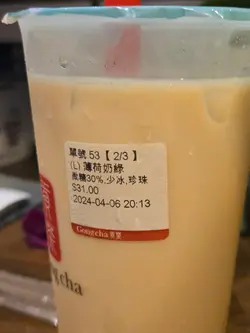 單號 53【 2/3 】
(L) 薄荷奶綠
微糖30%,少冰,珍珠
$31.00
2024-04-06 20:13
Gongcha 貢茶
cha